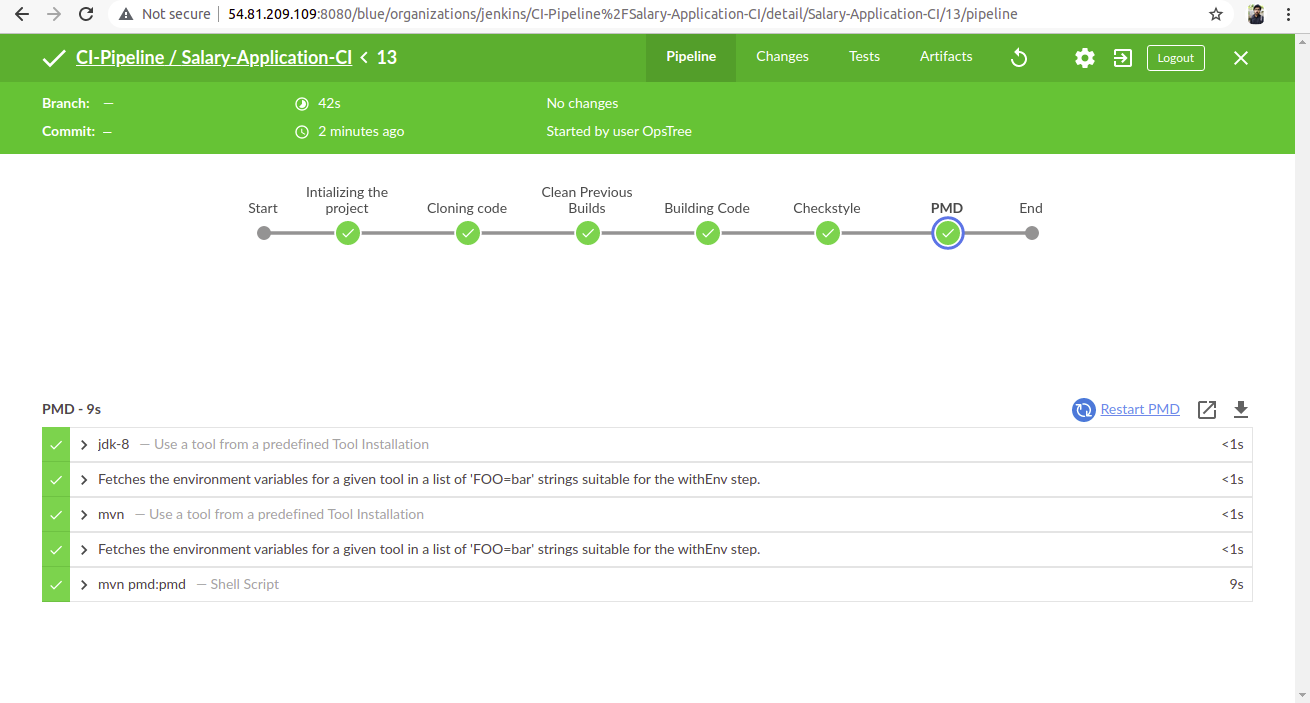 Not secure | 54.81.209.109:8080/blue/organizations/jenkins/CI-Pipeline%2FSalary-Application-CI/detail/Salary-Application-CI/13/pipeline
CI-Pipeline / Salary-Application-CI < 13 Pipeline Changes Tests Artifacts Logout
Branch: — 42s No changes
Commit: — 2 minutes ago Started by user OpsTree
Start
Intializing the
project
Cloning code
Clean Previous
Builds
Building Code
Checkstyle
PMD
End
PMD - 9s Restart PMD
jdk-8 — Use a tool from a predefined Tool Installation <1s
Fetches the environment variables for a given tool in a list of 'FOO=bar' strings suitable for the withEnv step. <1s
mvn — Use a tool from a predefined Tool Installation <1s
Fetches the environment variables for a given tool in a list of 'FOO=bar' strings suitable for the withEnv step. <1s
mvn pmd:pmd — Shell Script 9s